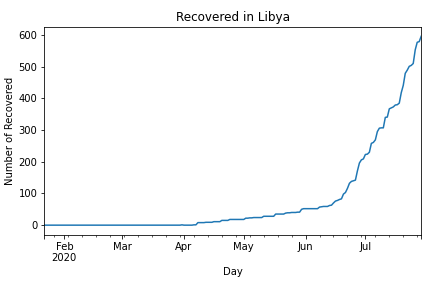 Recovered in Libya
Number of Recovered
600
500
400
300
200
100
0
Feb
2020
Mar
Apr
May
Jun
Jul
Day